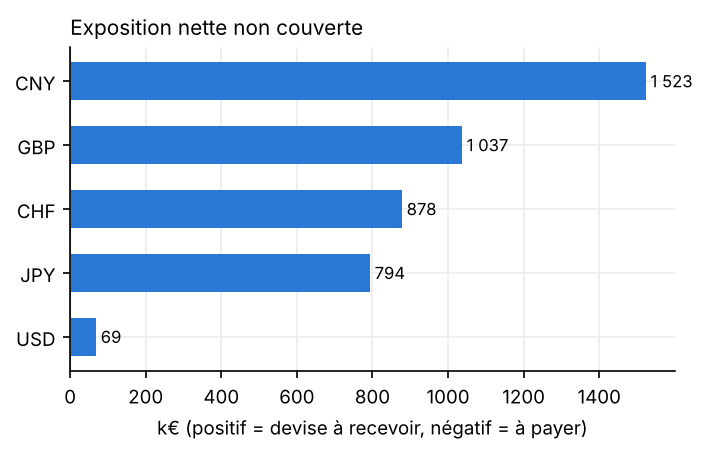 Exposition nette non couverte
CNY 1 523
GBP 1 037
CHF 878
JPY 794
USD 69
0 200 400 600 800 1000 1200 1400
k€ (positif = devise à recevoir, négatif = à payer)